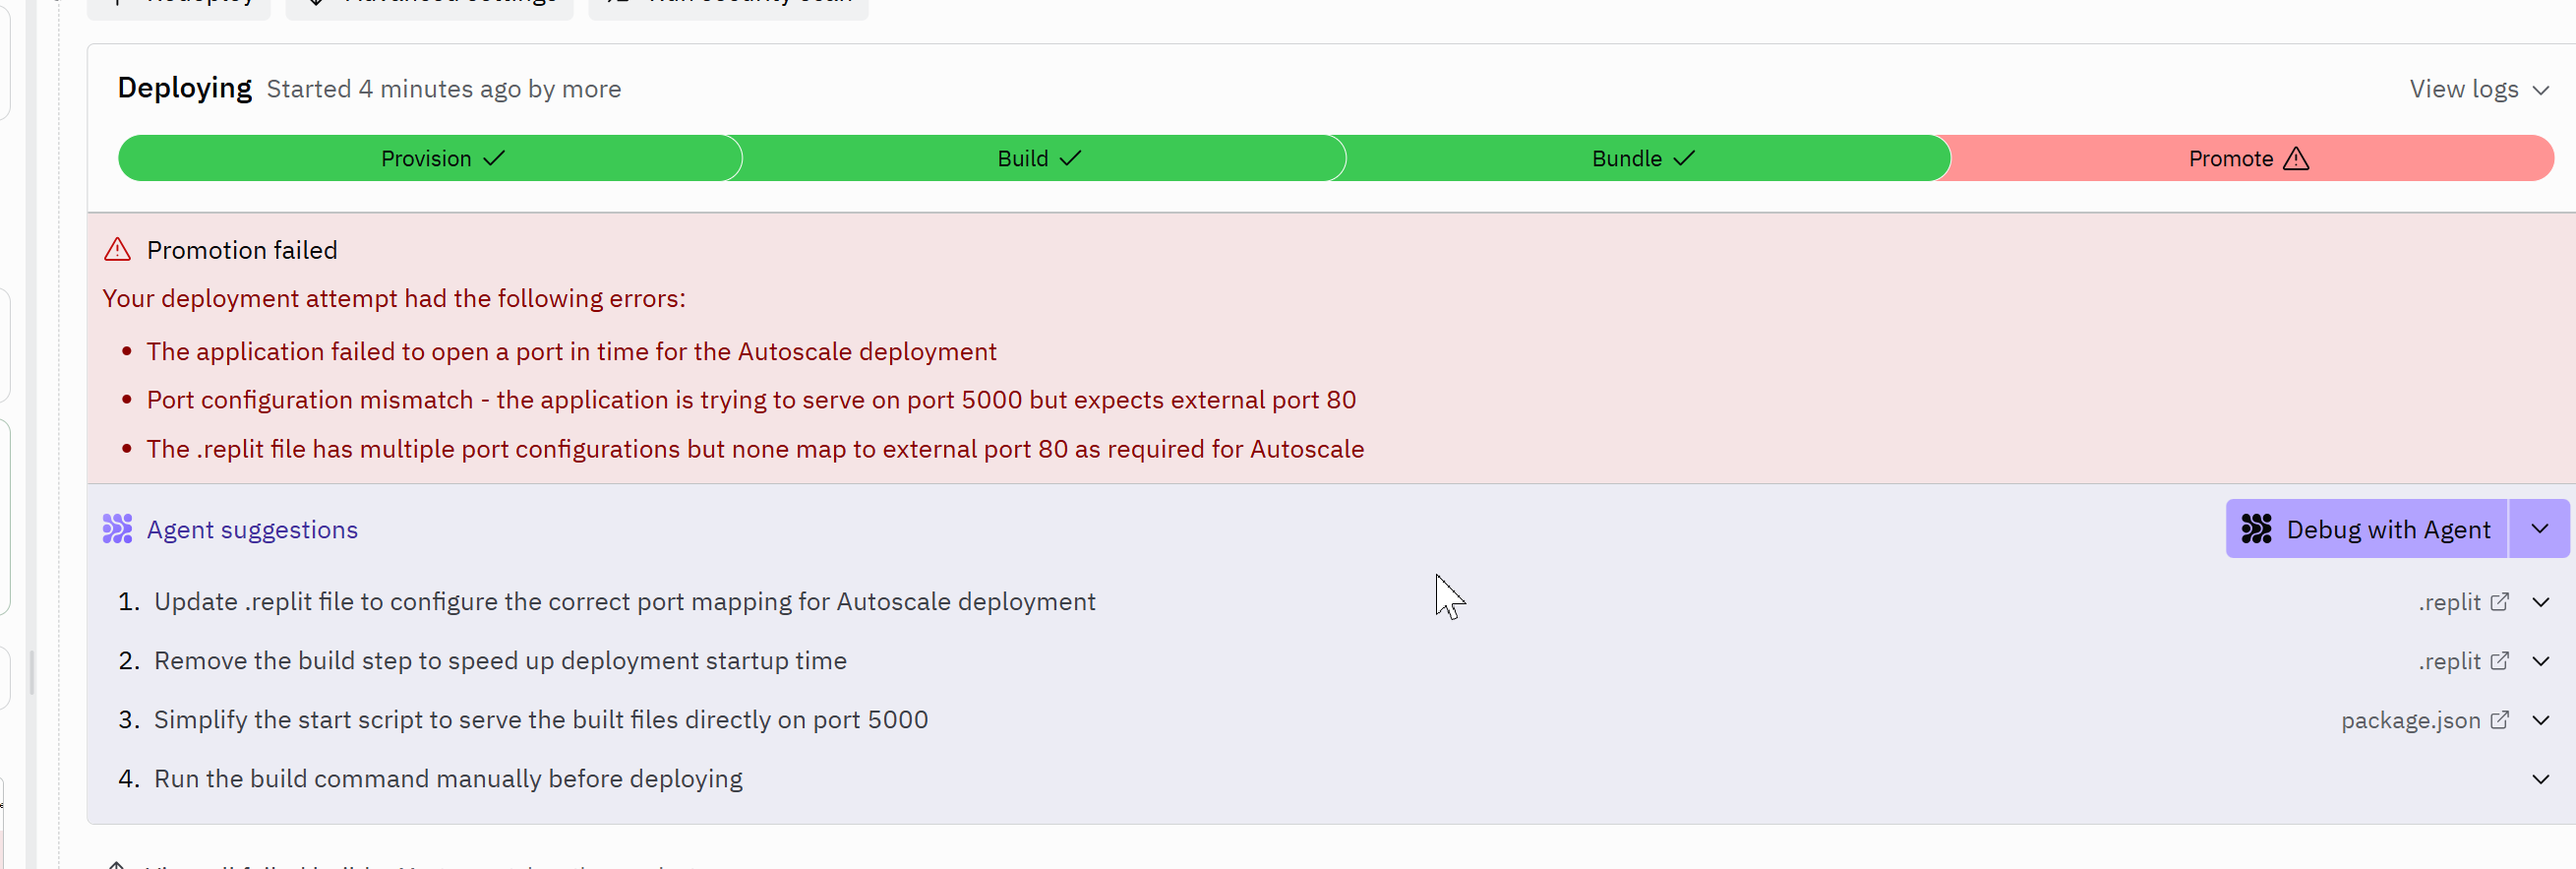 Redeploy Advanced settings Run security scan
Deploying Started 4 minutes ago by more View logs
Provision Build Bundle Promote
Promotion failed
Your deployment attempt had the following errors:
• The application failed to open a port in time for the Autoscale deployment
• Port configuration mismatch - the application is trying to serve on port 5000 but expects external port 80
• The .replit file has multiple port configurations but none map to external port 80 as required for Autoscale
Agent suggestions Debug with Agent
1. Update .replit file to configure the correct port mapping for Autoscale deployment .replit
2. Remove the build step to speed up deployment startup time .replit
3. Simplify the start script to serve the built files directly on port 5000 package.json
4. Run the build command manually before deploying